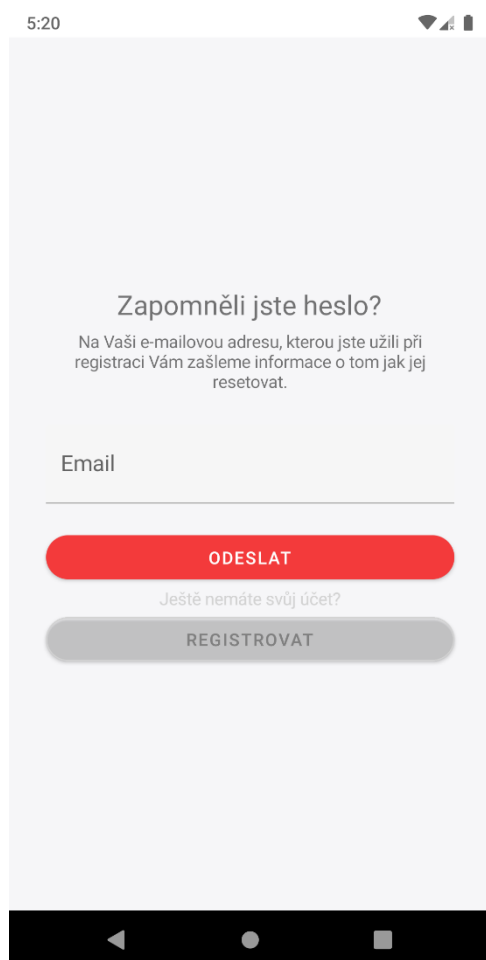 5:20
Zapomněli jste heslo?
Na Vaši e-mailovou adresu, kterou jste užili při
registraci Vám zašleme informace o tom jak jej
resetovat.
Email
ODESLAT
Ještě nemáte svůj účet?
REGISTROVAT